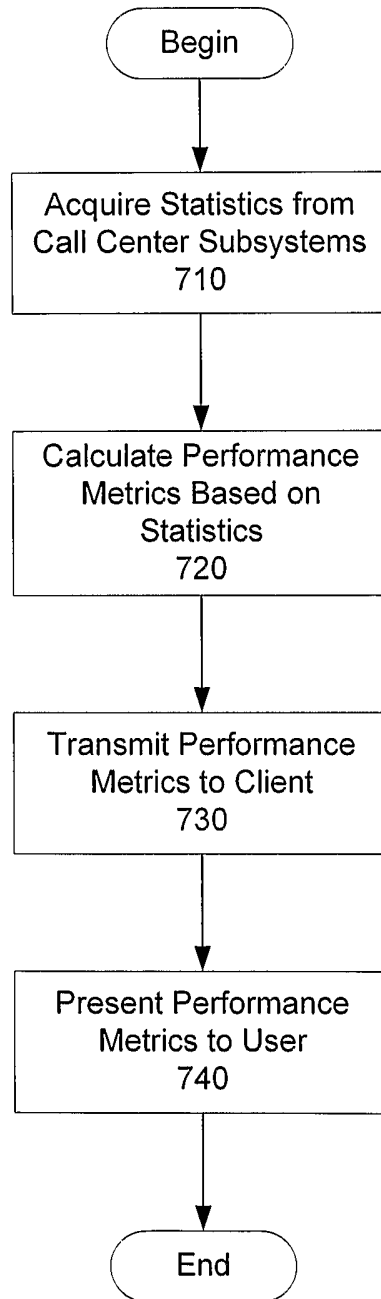 Begin
Acquire Statistics from
Call Center Subsystems
710
Calculate Performance
Metrics Based on
Statistics
720
Transmit Performance
Metrics to Client
730
Present Performance
Metrics to User
740
End